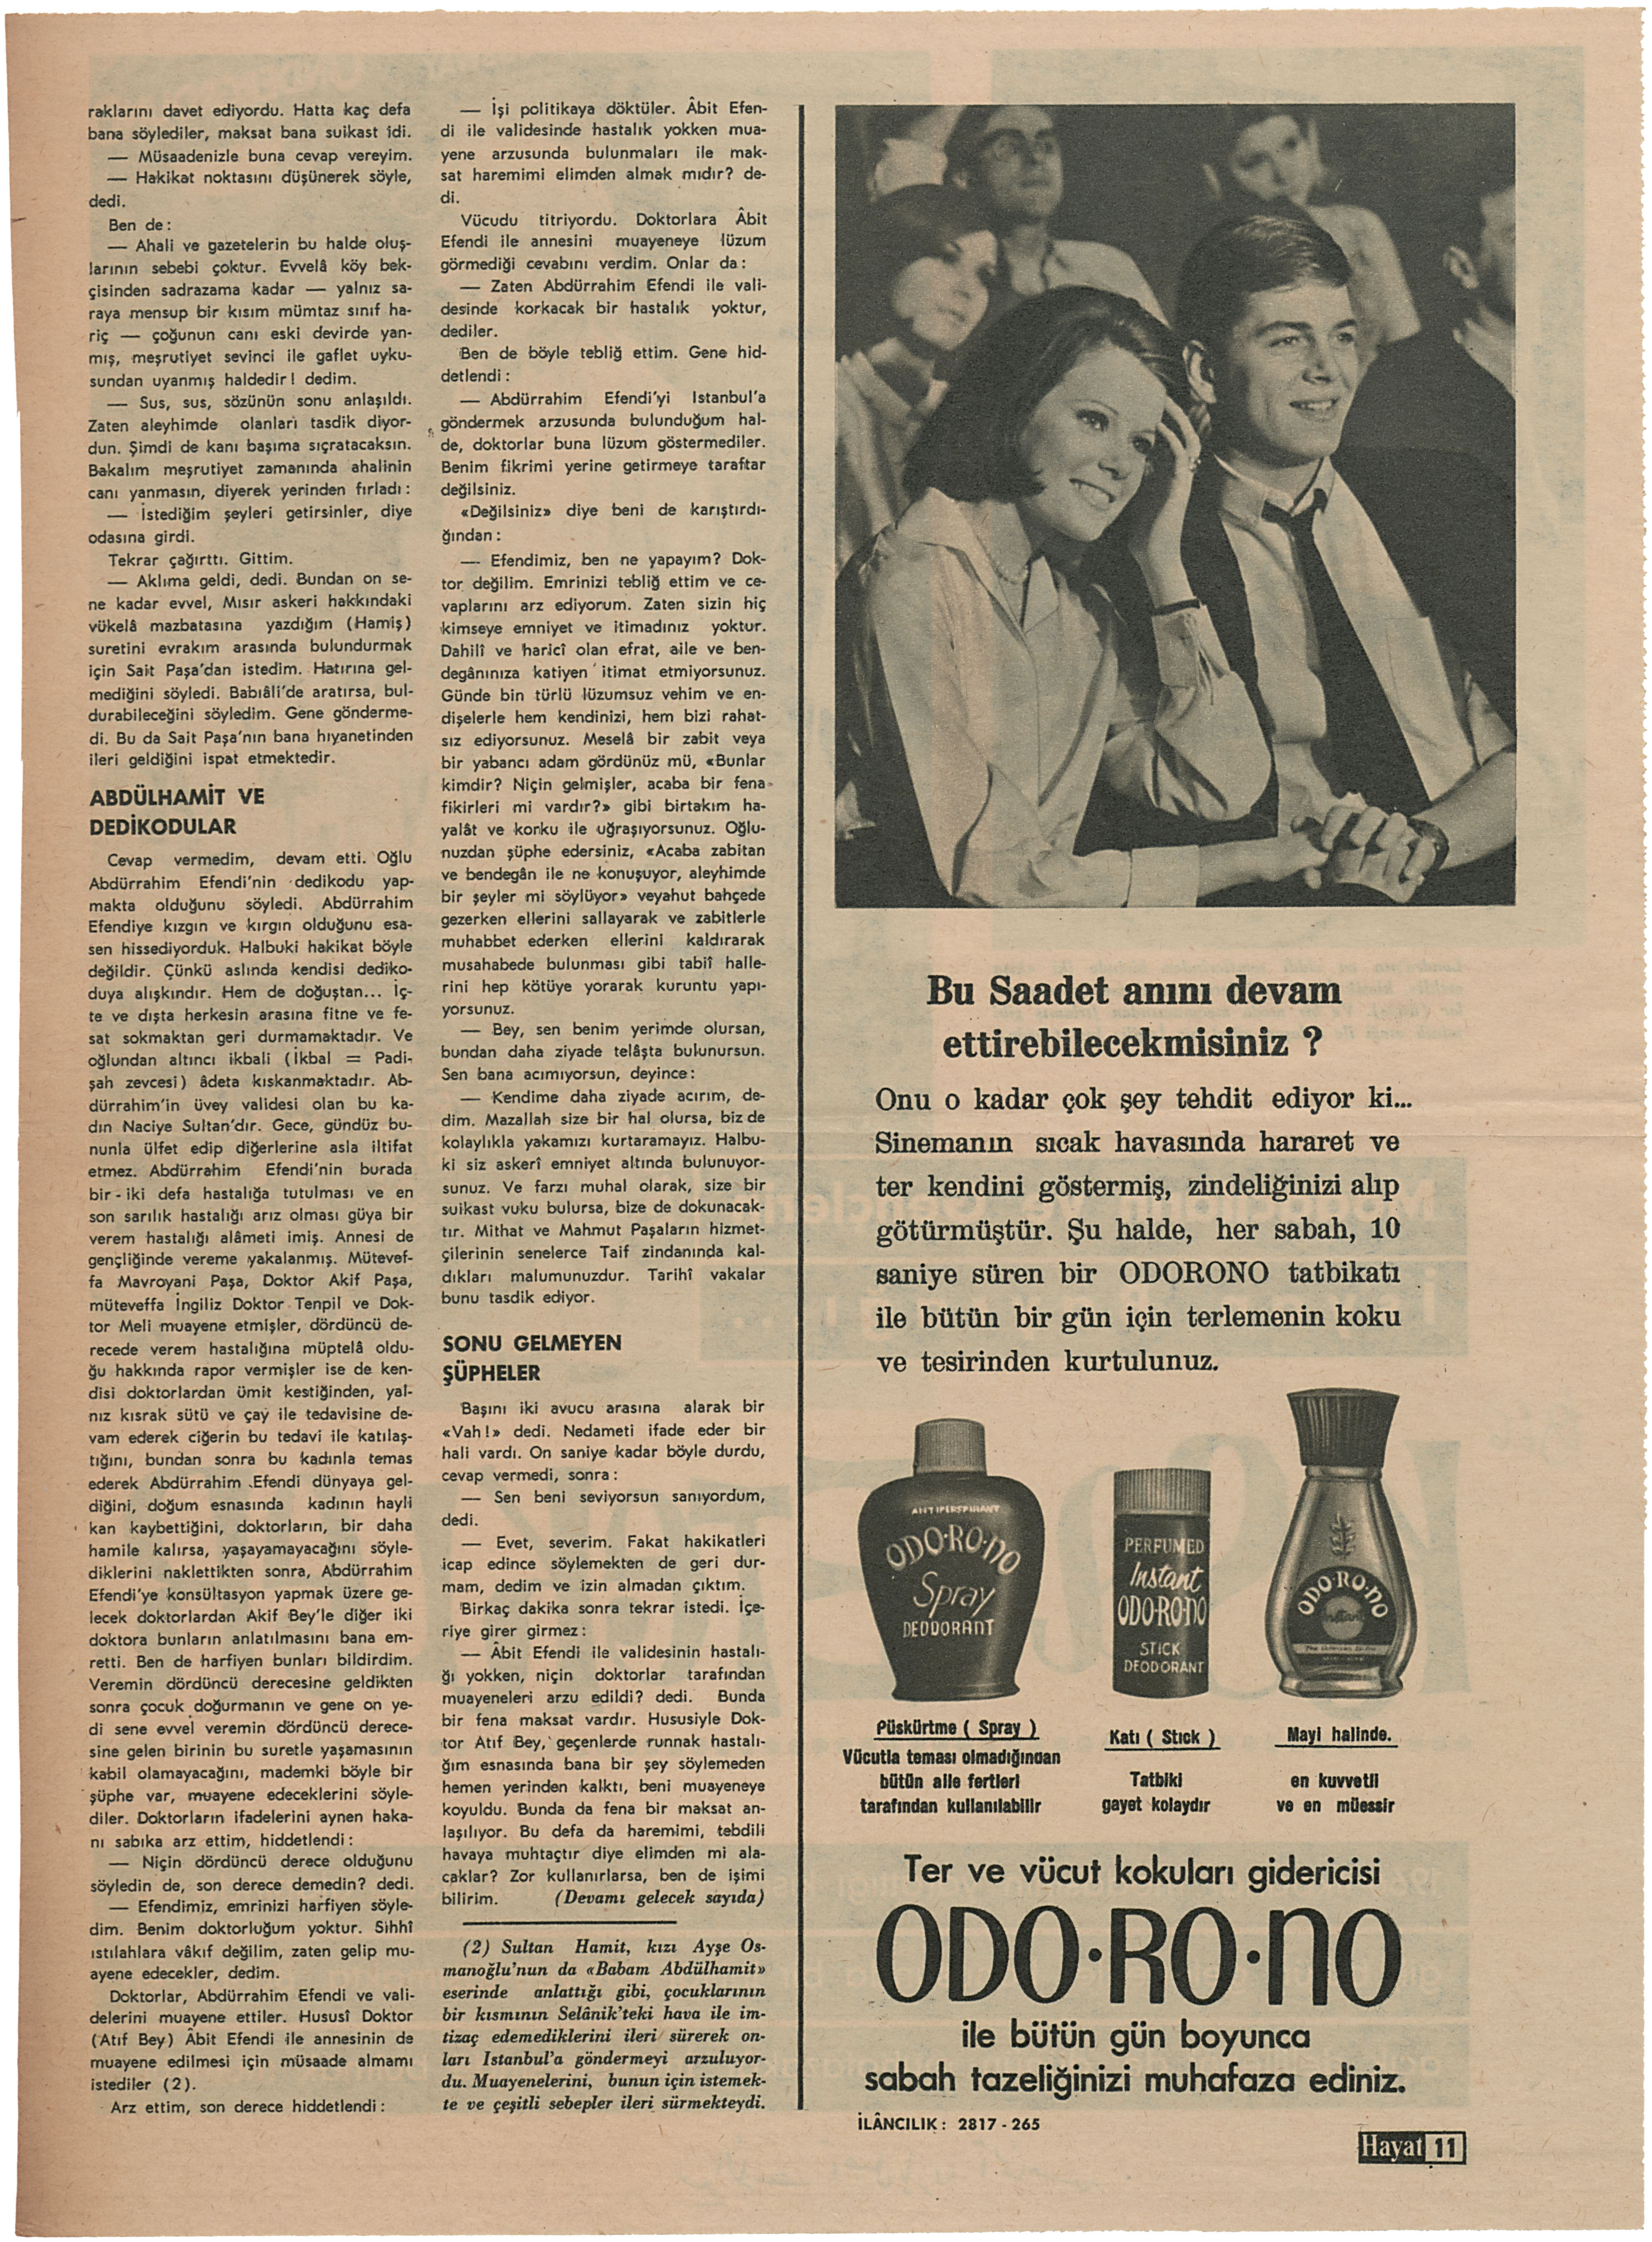 raklarını davet ediyordu. Hatta kaç defa
bana söylediler, maksat bana suikast idi.
— Müsaadenizle buna cevap vereyim.
— Hakikat noktasını düşünerek söyle,
dedi.
Ben de:
— Ahali ve gazetelerin bu halde oluş-
larının sebebi çoktur. Evvelâ köy bek-
çisinden sadrazama kadar — yalnız sa-
raya mensup bir kısım mümtaz sınıf ha-
riç — çoğunun canı eski devirde yan-
mış, meşrutiyet sevinci ile gaflet uyku-
sundan uyanmış haldedir! dedim.
— Sus, sus, sözünün sonu anlaşıldı.
Zaten aleyhimde olanları tasdik diyor-
dun. Şimdi de kanı başıma sıçratacaksın.
Bakalım meşrutiyet zamanında ahalinin
canı yanmasın, diyerek yerinden fırladı:
— İstediğim şeyleri getirsinler, diye
odasına girdi.
Tekrar çağırttı. Gittim.
— Aklıma geldi, dedi. Bundan on se-
ne kadar evvel, Mısır askeri hakkındaki
vükelâ mazbatasına yazdığım (Hamiş)
suretini evrakım arasında bulundurmak
için Sait Paşa'dan istedim. Hatırına gel-
mediğini söyledi. Babıâli'de aratırsa, bul-
durabileceğini söyledim. Gene gönderme-
di. Bu da Sait Paşa'nın bana hıyanetinden
ileri geldiğini ispat etmektedir.
ABDÜLHAMİT VE
DEDİKODULAR
Cevap vermedim, devam etti. Oğlu
Abdürrahim Efendi'nin dedikodu yap-
makta olduğunu söyledi. Abdürrahim
Efendiye kızgın ve kırgın olduğunu esa-
sen hissediyorduk. Halbuki hakikat böyle
değildir. Çünkü aslında kendisi dediko-
duya alışkındır. Hem de doğuştan... İç-
te ve dışta herkesin arasına fitne ve fe-
sat sokmaktan geri durmamaktadır. Ve
oğlundan altıncı ikbali (İkbal = Padi-
şah zevcesi) âdeta kıskanmaktadır. Ab-
dürrahim'in üvey validesi olan bu ka-
dın Naciye Sultan'dır. Gece, gündüz bu-
nunla ülfet edip diğerlerine asla iltifat
etmez. Abdürrahim Efendi'nin burada
bir-iki defa hastalığa tutulması ve en
son sarılık hastalığı arız olması güya bir
verem hastalığı alâmeti imiş. Annesi de
gençliğinde vereme yakalanmış. Mütevef-
fa Mavroyani Paşa, Doktor Akif Paşa,
müteveffa İngiliz Doktor Tenpil ve Dok-
tor Meli muayene etmişler, dördüncü de-
recede verem hastalığına müptelâ oldu-
ğu hakkında rapor vermişler ise de ken-
disi doktorlardan ümit kestiğinden, yal-
nız kısrak sütü ve çay ile tedavisine de-
vam ederek ciğerin bu tedavi ile katılaş-
tığını, bundan sonra bu kadınla temas
ederek Abdürrahim Efendi dünyaya gel-
diğini, doğum esnasında kadının hayli
kan kaybettiğini, doktorların, bir daha
hamile kalırsa, yaşayamayacağını söyle-
diklerini naklettikten sonra, Abdürrahim
Efendi'ye konsültasyon yapmak üzere ge-
lecek doktorlardan Akif Bey'le diğer iki
doktora bunların anlatılmasını bana em-
retti. Ben de harfiyen bunları bildirdim.
Veremin dördüncü derecesine geldikten
sonra çocuk doğurmanın ve gene on ye-
di sene evvel veremin dördüncü derece-
sine gelen birinin bu suretle yaşamasının
kabil olamayacağını, mademki böyle bir
şüphe var, muayene edeceklerini söyle-
diler. Doktorların ifadelerini aynen haka-
nı sabıka arz ettim, hiddetlendi:
— Niçin dördüncü derece olduğunu
söyledin de, son derece demedin? dedi.
— Efendimiz, emrinizi harfiyen söyle-
dim. Benim doktorluğum yoktur. Sıhhî
ıstılahlara vâkıf değilim, zaten gelip mu-
ayene edecekler, dedim.
Doktorlar, Abdürrahim Efendi ve vali-
delerini muayene ettiler. Hususî Doktor
(Atıf Bey) Âbit Efendi ile annesinin de
muayene edilmesi için müsaade almamı
istediler (2).
Arz ettim, son derece hiddetlendi:
— İşi politikaya döktüler. Âbit Efen-
di ile validesinde hastalık yokken mua-
yene arzusunda bulunmaları ile mak-
sat haremimi elimden almak mıdır? de-
di.
Vücudu titriyordu. Doktorlara Âbit
Efendi ile annesini muayeneye lüzum
görmediği cevabını verdim. Onlar da:
— Zaten Abdürrahim Efendi ile vali-
desinde korkacak bir hastalık yoktur,
dediler.
Ben de böyle tebliğ ettim. Gene hid-
detlendi:
— Abdürrahim Efendi'yi Istanbul'a
göndermek arzusunda bulunduğum hal-
de, doktorlar buna lüzum göstermediler.
Benim fikrimi yerine getirmeye taraftar
değilsiniz.
«Değilsiniz» diye beni de karıştırdı-
ğından:
— Efendimiz, ben ne yapayım? Dok-
tor değilim. Emrinizi tebliğ ettim ve ce-
vaplarını arz ediyorum. Zaten sizin hiç
kimseye emniyet ve itimadınız yoktur.
Dahilî ve haricî olan efrat, aile ve ben-
degânınıza katiyen itimat etmiyorsunuz.
Günde bin türlü lüzumsuz vehim ve en-
dişelerle hem kendinizi, hem bizi rahat-
sız ediyorsunuz. Meselâ bir zabit veya
bir yabancı adam gördünüz mü, «Bunlar
kimdir? Niçin gelmişler, acaba bir fena
fikirleri mi vardır?» gibi birtakım ha-
yalât ve korku ile uğraşıyorsunuz. Oğlu-
nuzdan şüphe edersiniz, «Acaba zabitan
ve bendegân ile ne konuşuyor, aleyhimde
bir şeyler mi söylüyor» veyahut bahçede
gezerken ellerini sallayarak ve zabitlerle
muhabbet ederken ellerini kaldırarak
musahabede bulunması gibi tabiî halle-
rini hep kötüye yorarak kuruntu yapı-
yorsunuz.
— Bey, sen benim yerimde olursan,
bundan daha ziyade telâşta bulunursun.
Sen bana acımıyorsun, deyince:
— Kendime daha ziyade acırım, de-
dim. Mazallah size bir hal olursa, biz de
kolaylıkla yakamızı kurtaramayız. Halbu-
ki siz askerî emniyet altında bulunuyor-
sunuz. Ve farzı muhal olarak, size bir
suikast vuku bulursa, bize de dokunacak-
tır. Mithat ve Mahmut Paşaların hizmet-
çilerinin senelerce Taif zindanında kal-
dıkları malumunuzdur. Tarihî vakalar
bunu tasdik ediyor.
SONU GELMEYEN
ŞÜPHELER
Başını iki avucu arasına alarak bir
«Vah!» dedi. Nedameti ifade eder bir
hali vardı. On saniye kadar böyle durdu,
cevap vermedi, sonra:
— Sen beni seviyorsun sanıyordum,
dedi.
— Evet, severim. Fakat hakikatleri
icap edince söylemekten de geri dur-
mam, dedim ve izin almadan çıktım.
Birkaç dakika sonra tekrar istedi. İçe-
riye girer girmez:
— Âbit Efendi ile validesinin hastalı-
ğı yokken, niçin doktorlar tarafından
muayeneleri arzu edildi? dedi. Bunda
bir fena maksat vardır. Hususiyle Dok-
tor Atıf Bey, geçenlerde runnak hastalı-
ğım esnasında bana bir şey söylemeden
hemen yerinden kalktı, beni muayeneye
koyuldu. Bunda da fena bir maksat an-
laşılıyor. Bu defa da haremimi, tebdili
havaya muhtaçtır diye elimden mi ala-
caklar? Zor kullanırlarsa, ben de işimi
bilirim. (Devamı gelecek sayıda)
(2) Sultan Hamit, kızı Ayşe Os-
manoğlu'nun da «Babam Abdülhamit»
eserinde anlattığı gibi, çocuklarının
bir kısmının Selânik'teki hava ile im-
tizaç edemediklerini ileri sürerek on-
ları Istanbul'a göndermeyi arzuluyor-
du. Muayenelerini, bunun için istemek-
te ve çeşitli sebepler ileri sürmekteydi.
Bu Saadet anını devam
ettirebilecekmisiniz ?
Onu o kadar çok şey tehdit ediyor ki...
Sinemanın sıcak havasında hararet ve
ter kendini göstermiş, zindeliğinizi alıp
götürmüştür. Şu halde, her sabah, 10
saniye süren bir ODORONO tatbikatı
ile bütün bir gün için terlemenin koku
ve tesirinden kurtulunuz.
ANTIPERSPIRANT
ODO·RO·NO
Spray
DEODORANT
PERFUMED
Instant
ODO·RO·NO
STICK
DEODORANT
ODO·RO·NO
Instant
Püskürtme ( Spray )
Vücutla teması olmadığından
bütün aile fertleri
tarafından kullanılabilir
Katı ( Stick )
Tatbiki
gayet kolaydır
Mayi halinde.
en kuvvetli
ve en müessir
Ter ve vücut kokuları gidericisi
ODO·RO·NO
ile bütün gün boyunca
sabah tazeliğinizi muhafaza ediniz.
İLÂNCILIK: 2817 - 265
Hayat 11